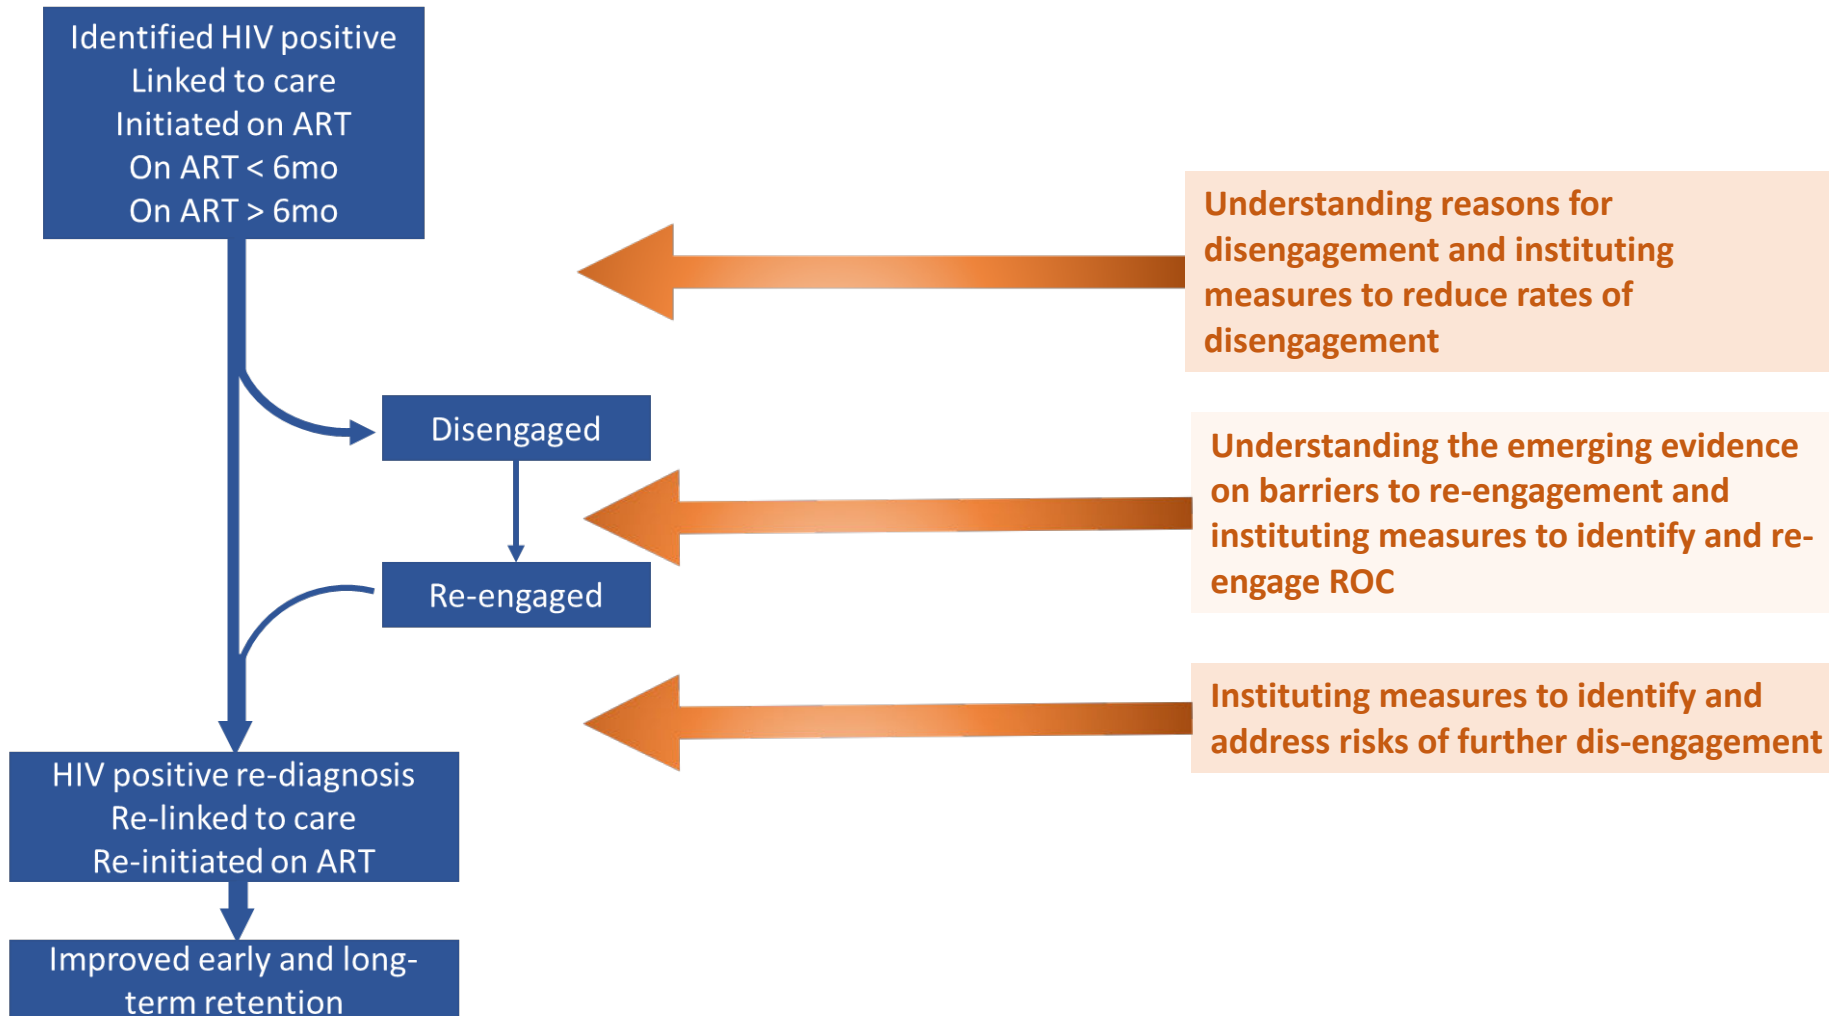 Identified HIV positive
Linked to care
Initiated on ART
On ART < 6mo
On ART > 6mo
Understanding reasons for
disengagement and instituting
measures to reduce rates of
disengagement
Disengaged
Understanding the emerging evidence
on barriers to re-engagement and
instituting measures to identify and re-
engage ROC
Re-engaged
Instituting measures to identify and
address risks of further dis-engagement
HIV positive re-diagnosis
Re-linked to care
Re-initiated on ART
Improved early and long-
term retention